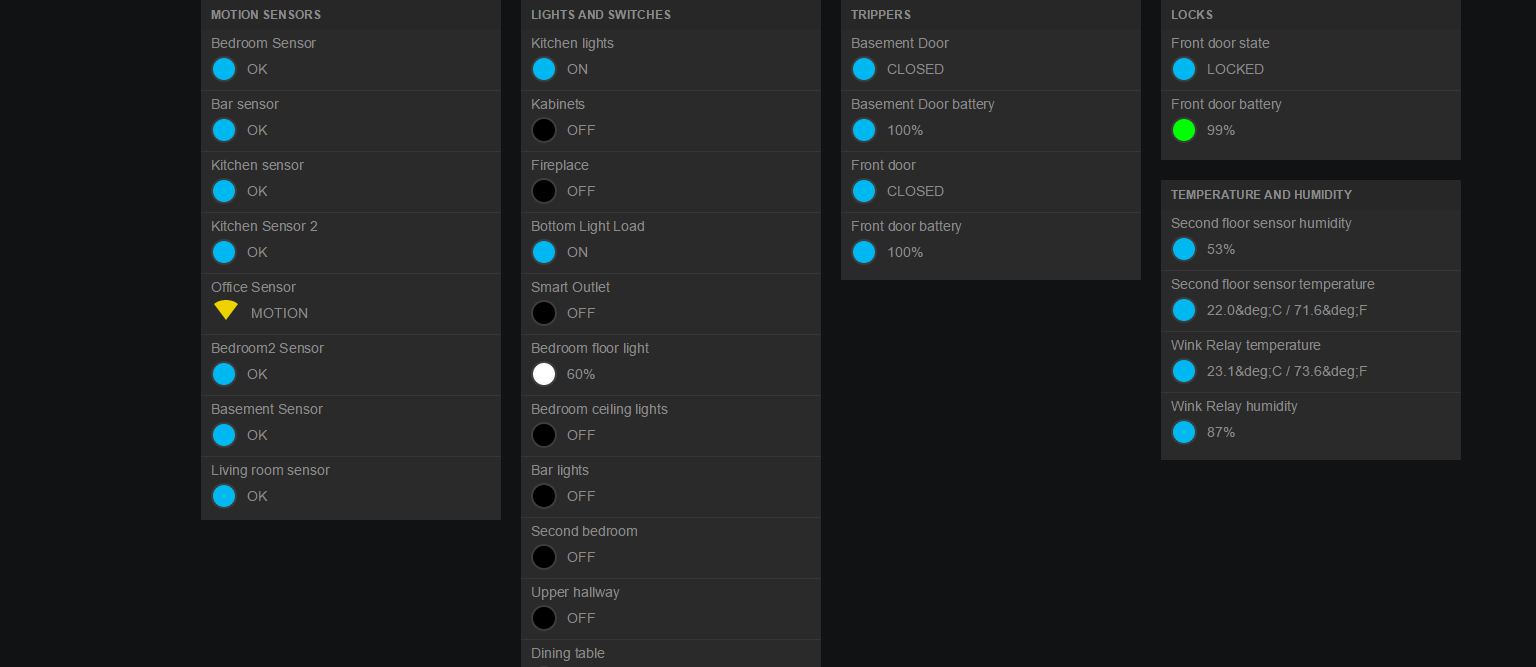 MOTION SENSORS
Bedroom Sensor
OK
Bar sensor
OK
Kitchen sensor
OK
Kitchen Sensor 2
OK
Office Sensor
MOTION
Bedroom2 Sensor
OK
Basement Sensor
OK
Living room sensor
OK
LIGHTS AND SWITCHES
Kitchen lights
ON
Kabinets
OFF
Fireplace
OFF
Bottom Light Load
ON
Smart Outlet
OFF
Bedroom floor light
60%
Bedroom ceiling lights
OFF
Bar lights
OFF
Second bedroom
OFF
Upper hallway
OFF
Dining table
TRIPPERS
Basement Door
CLOSED
Basement Door battery
100%
Front door
CLOSED
Front door battery
100%
LOCKS
Front door state
LOCKED
Front door battery
99%
TEMPERATURE AND HUMIDITY
Second floor sensor humidity
53%
Second floor sensor temperature
22.0&deg;C / 71.6&deg;F
Wink Relay temperature
23.1&deg;C / 73.6&deg;F
Wink Relay humidity
87%